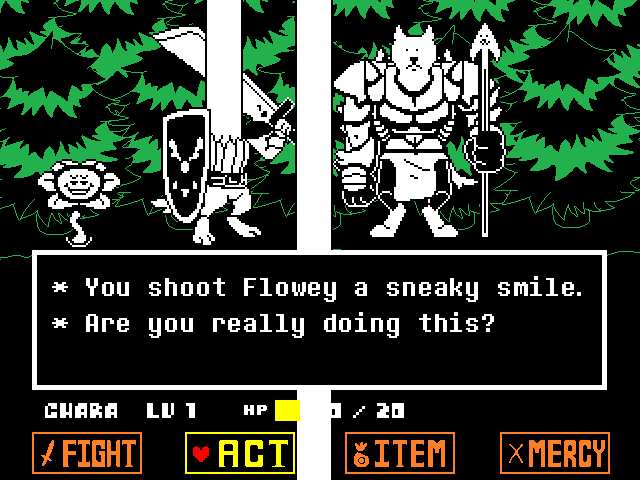 * You shoot Flowey a sneaky smile.
* Are you really doing this?
CHARA LV 1 HP / 20
FIGHT ACT ITEM MERCY